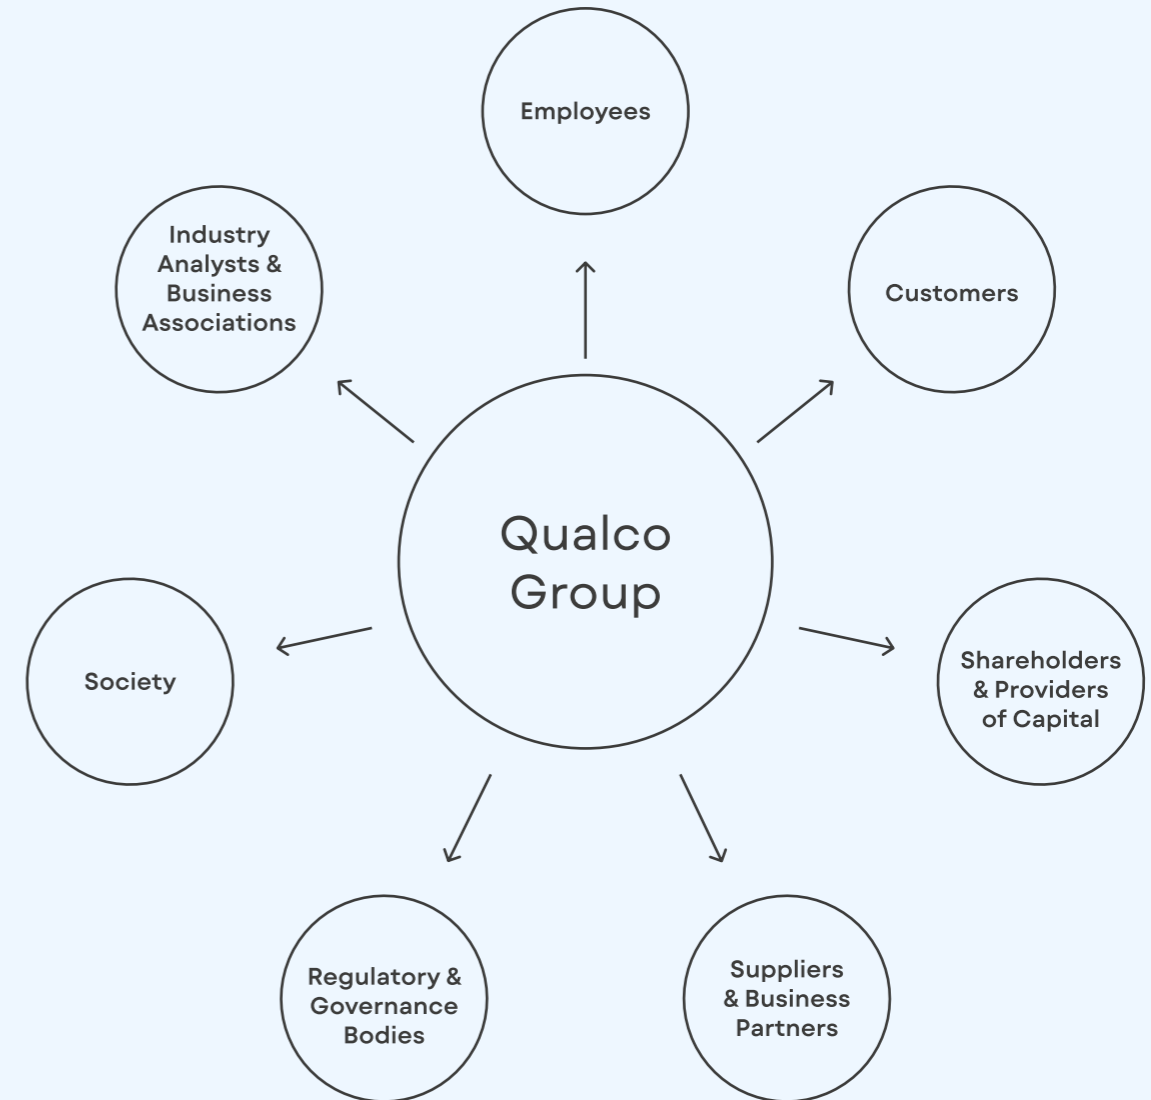 Employees
Industry
Analysts &
Business
Associations
Customers
Qualco
Group
Society
Shareholders
& Providers
of Capital
Regulatory &
Governance
Bodies
Suppliers
& Business
Partners